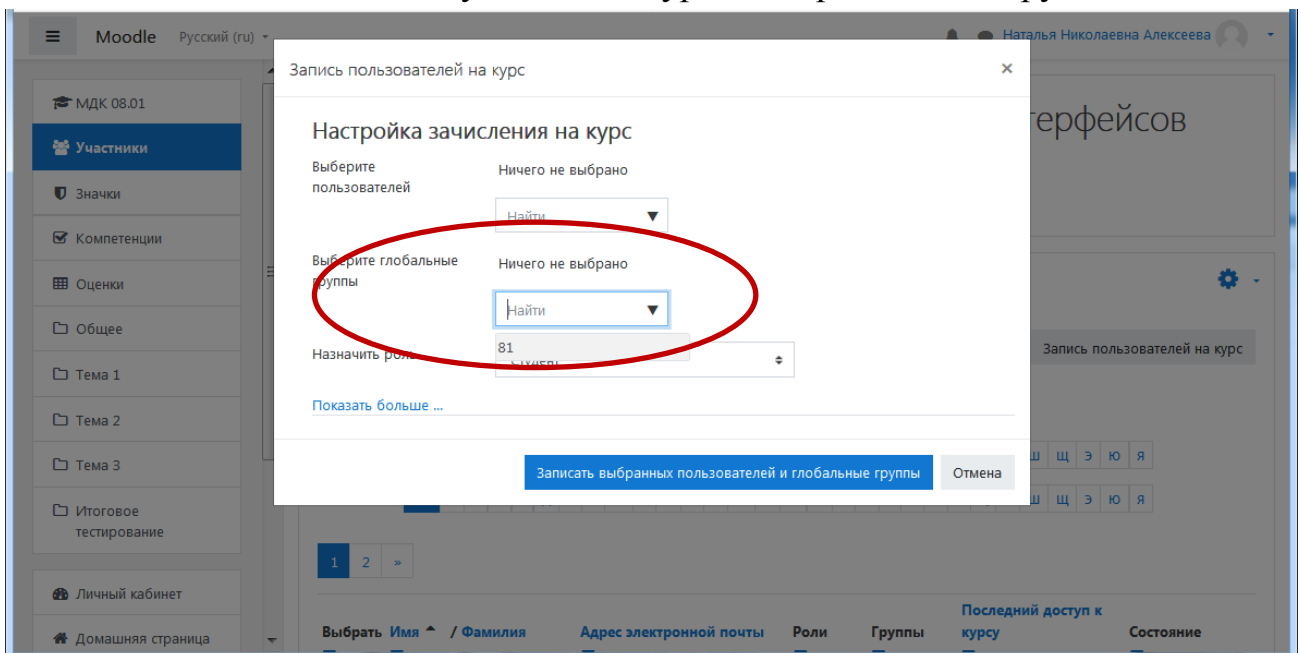 Moodle Русский (ru)
Наталья Николаевна Алексеева
Запись пользователей на курс ×
МДК 08.01
Участники
Значки
Компетенции
Оценки
Общее
Тема 1
Тема 2
Тема 3
Итоговое
тестирование
Личный кабинет
Домашняя страница
Настройка зачисления на курс
Выберите
пользователей
Ничего не выбрано
Найти ▼
Выберите глобальные
группы
Ничего не выбрано
Найти ▼
81
Назначить роль
Студент
Показать больше ...
Записать выбранных пользователей и глобальные группы
Отмена
терфейсов
Запись пользователей на курс
ш щ э ю я
ш щ э ю я
1 2 »
Выбрать Имя / Фамилия Адрес электронной почты Роли Группы Последний доступ к
курсу Состояние